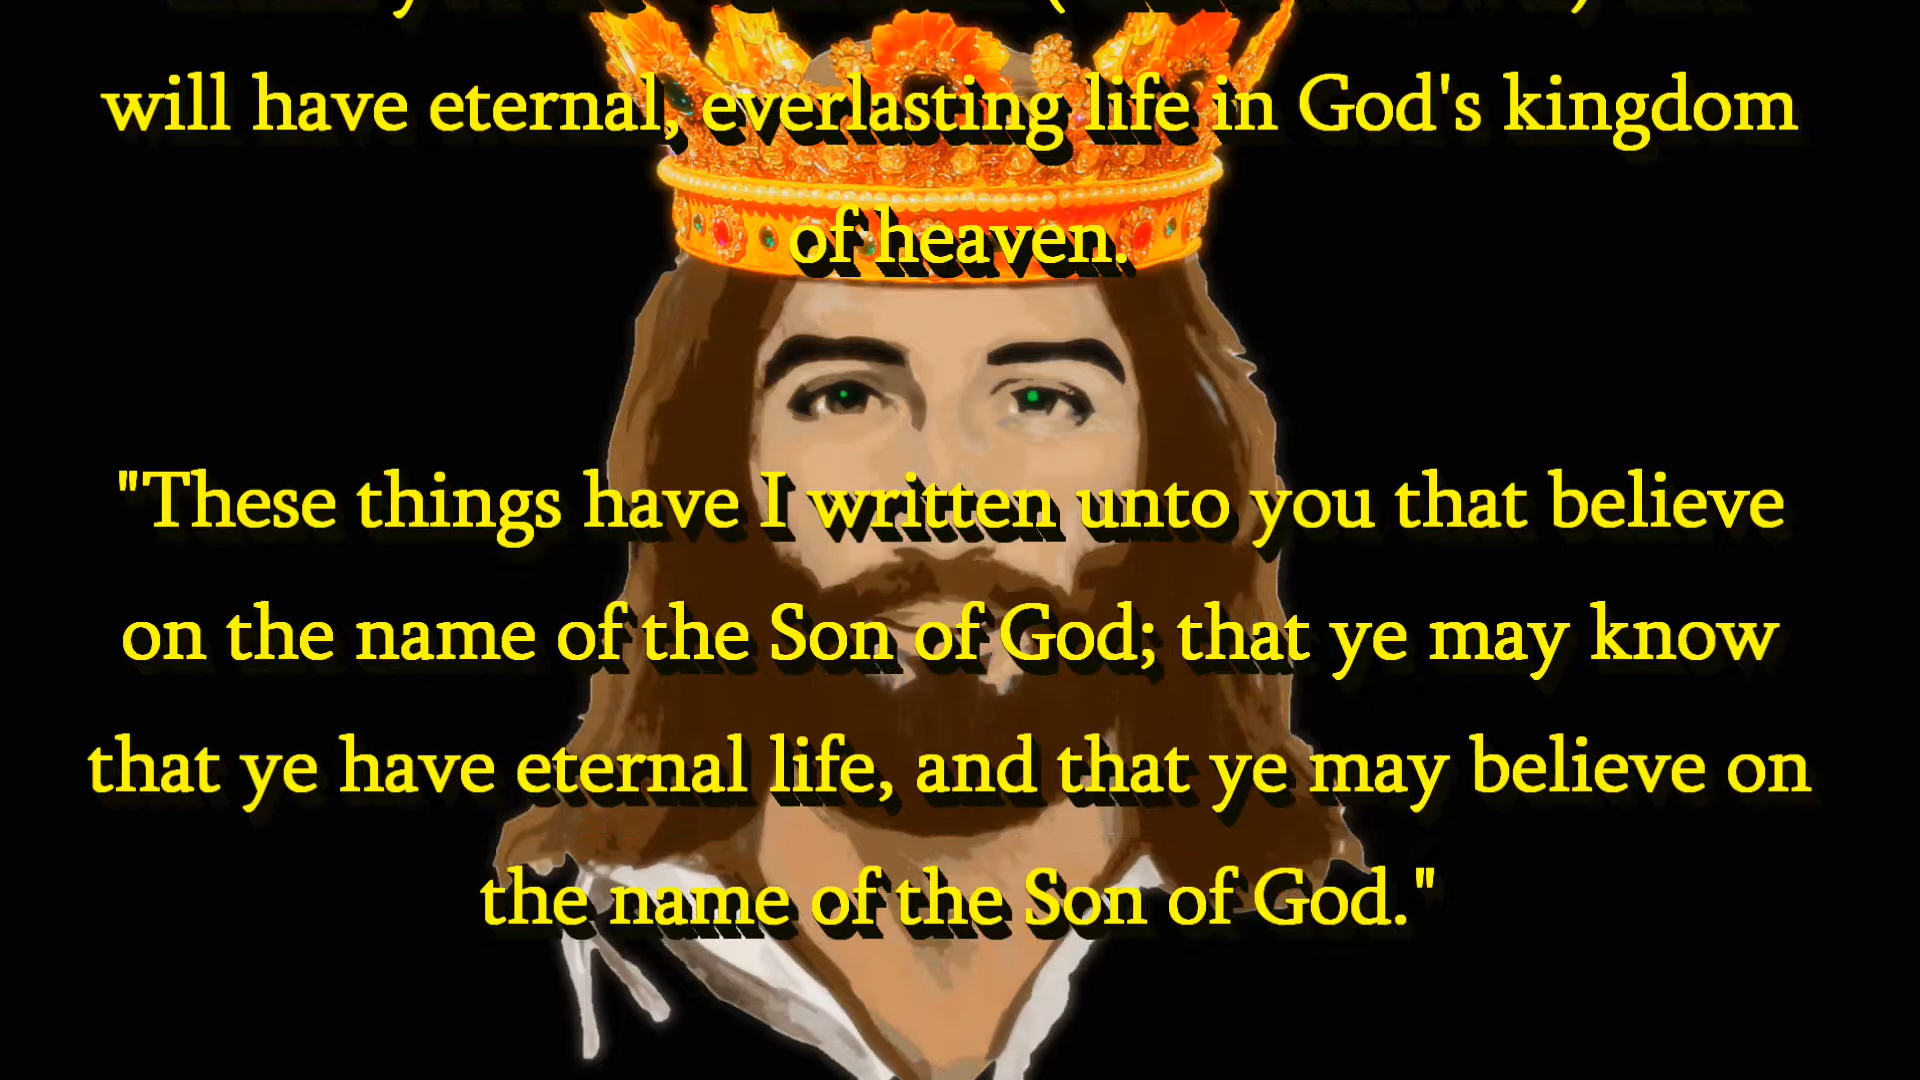 will have eternal, everlasting life in God's kingdom
of heaven.
"These things have I written unto you that believe
on the name of the Son of God; that ye may know
that ye have eternal life, and that ye may believe on
the name of the Son of God."